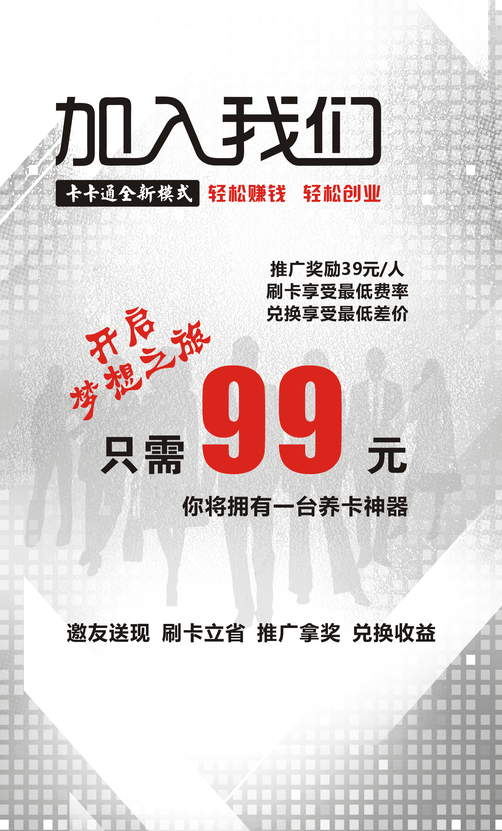 加入我们
卡卡通全新模式 轻松赚钱 轻松创业
推广奖励39元/人
刷卡享受最低费率
兑换享受最低差价
开启
梦想之旅
只需99元
你将拥有一台养卡神器
邀友送现 刷卡立省 推广拿奖 兑换收益